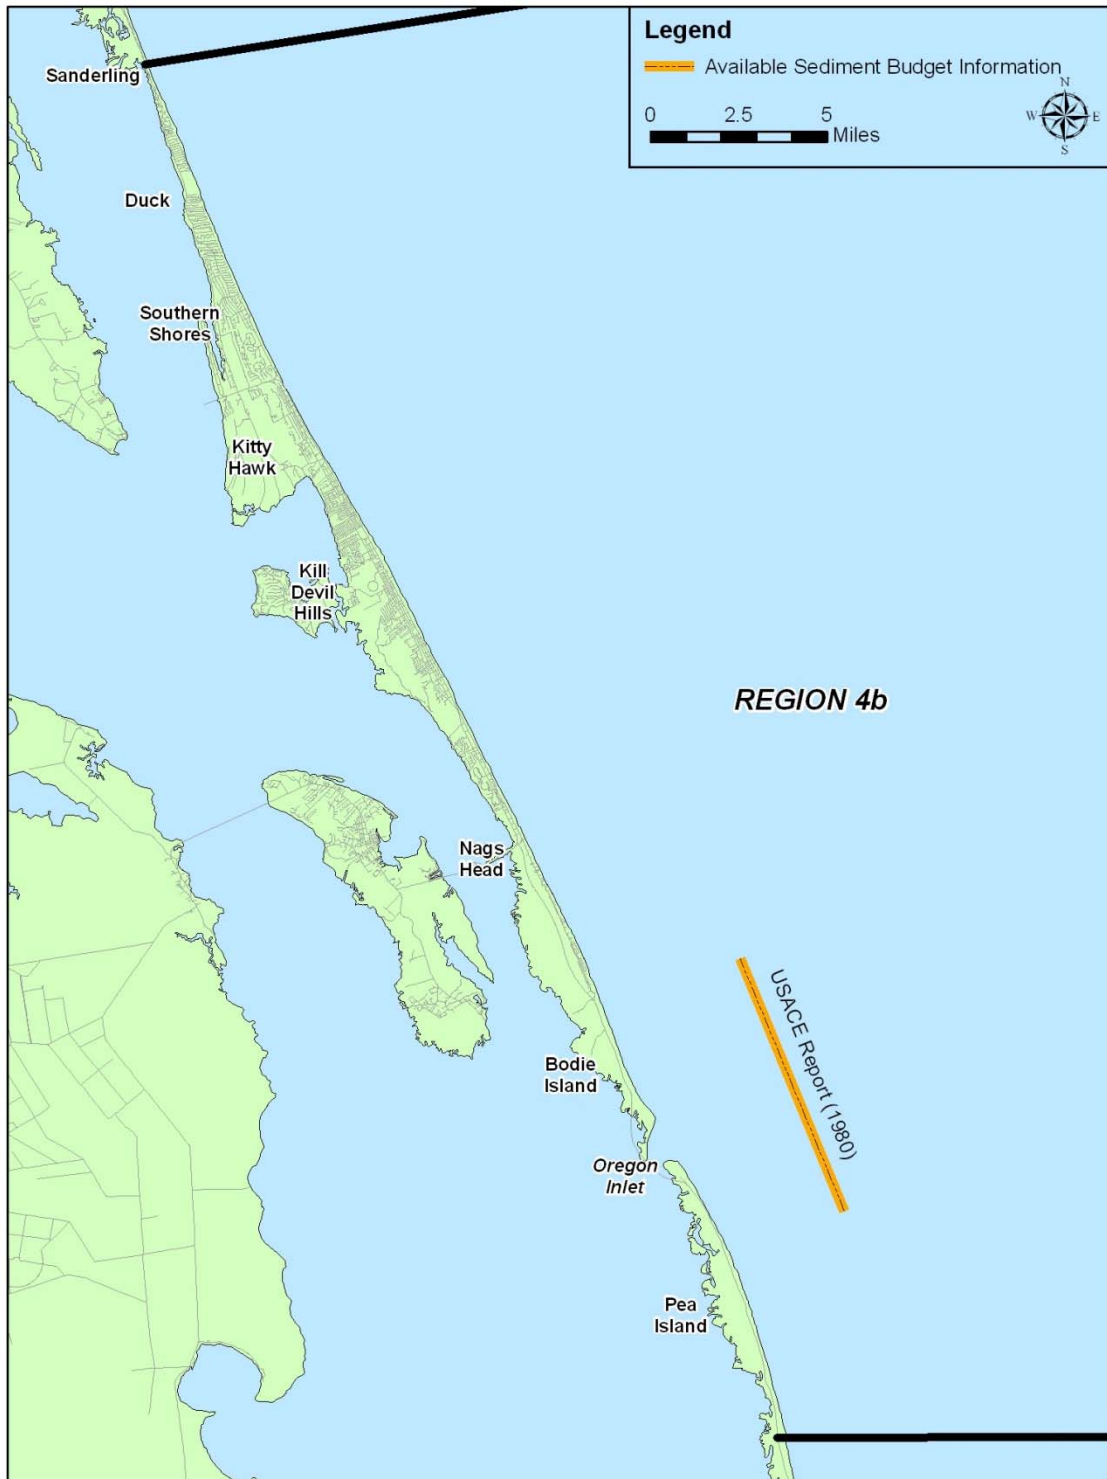 Legend
Available Sediment Budget Information
0 2.5 5
Miles
N
W E
S
Sanderling
Duck
Southern
Shores
Kitty
Hawk
Kill
Devil
Hills
REGION 4b
Nags
Head
USACE Report (1980)
Bodie
Island
Oregon
Inlet
Pea
Island